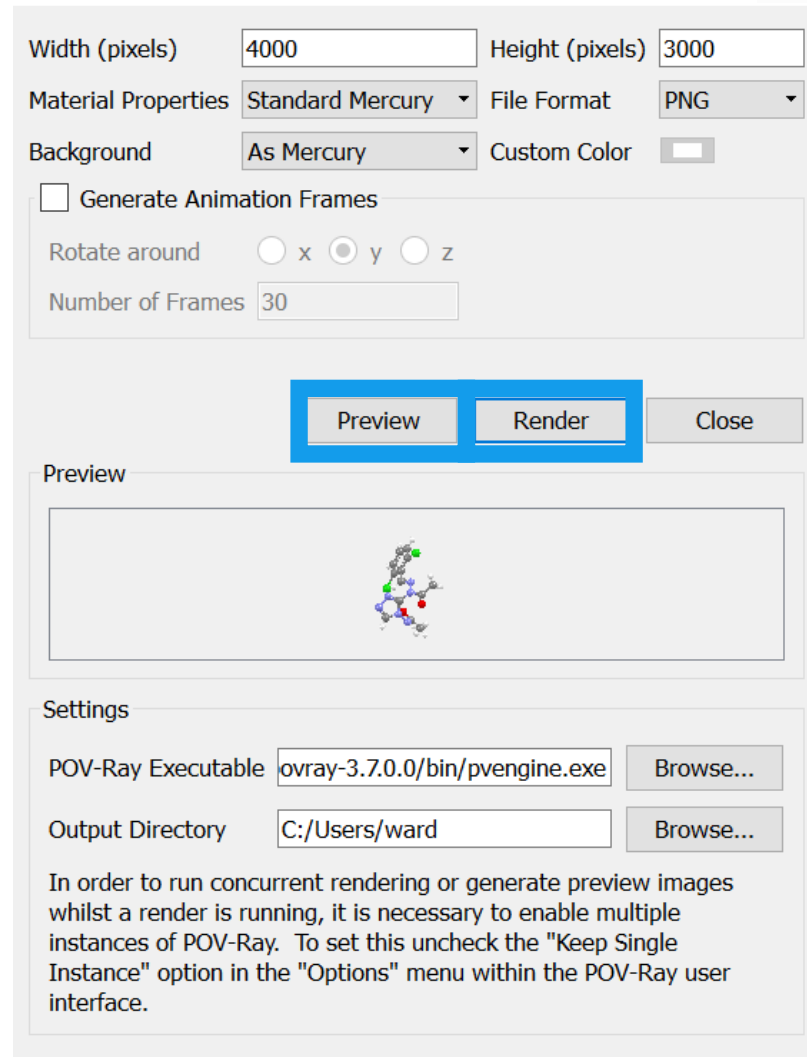 Width (pixels) 4000 Height (pixels) 3000
Material Properties Standard Mercury File Format PNG
Background As Mercury Custom Color
Generate Animation Frames
Rotate around x y z
Number of Frames 30
Preview Render Close
Preview
Settings
POV-Ray Executable ovray-3.7.0.0/bin/pvengine.exe Browse...
Output Directory C:/Users/ward Browse...
In order to run concurrent rendering or generate preview images
whilst a render is running, it is necessary to enable multiple
instances of POV-Ray. To set this uncheck the "Keep Single
Instance" option in the "Options" menu within the POV-Ray user
interface.